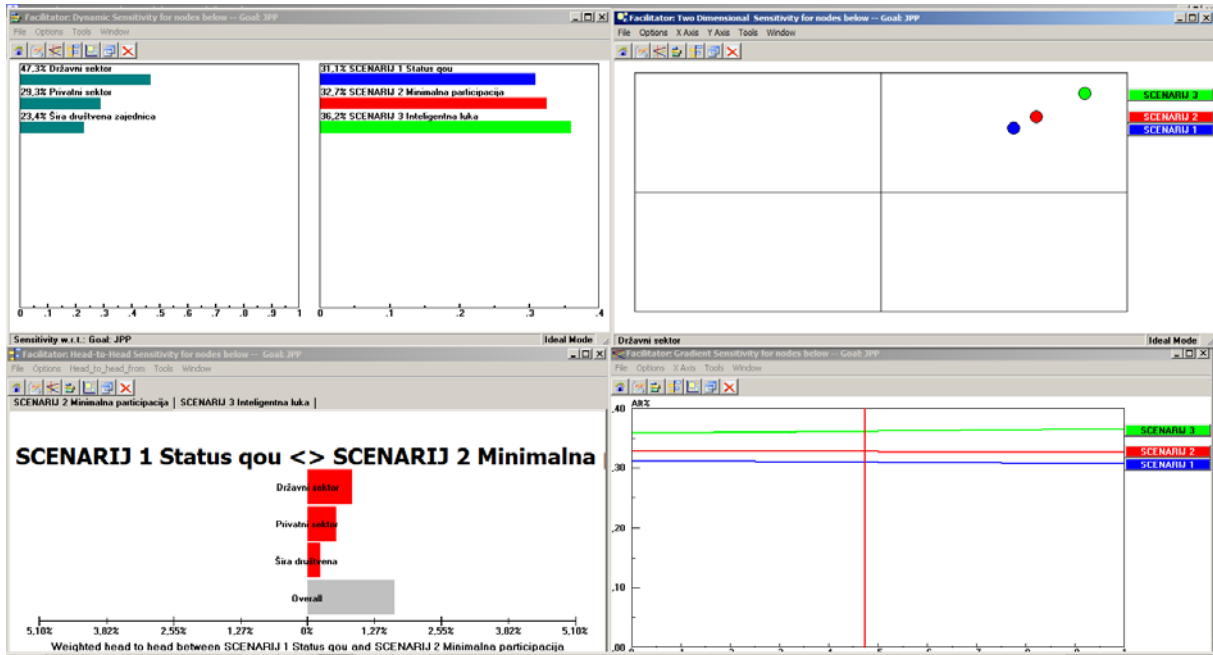 Facilitator: Dynamic Sensitivity for nodes below -- Goal: JPP
File Options Tools Window
47,3% Državni sektor
29,3% Privatni sektor
23,4% Šira društvena zajednica
0 .1 .2 .3 .4 .5 .6 .7 .8 .9 1
31,1% SCENARIJ 1 Status qou
32,7% SCENARIJ 2 Minimalna participacija
36,2% SCENARIJ 3 Inteligentna luka
0 .1 .2 .3 .4
Sensitivity w.r.t.: Goal: JPP Ideal Mode
Facilitator: Two Dimensional Sensitivity for nodes below -- Goal: JPP
File Options X Axis Y Axis Tools Window
SCENARIJ 3
SCENARIJ 2
SCENARIJ 1
Državni sektor Ideal Mode
Facilitator: Head-to-Head Sensitivity for nodes below -- Goal: JPP
File Options Head_to_head_from Tools Window
SCENARIJ 2 Minimalna participacija | SCENARIJ 3 Inteligentna luka |
SCENARIJ 1 Status qou <> SCENARIJ 2 Minimalna
Državni sektor
Privatni sektor
Šira društvena
Overall
5,10% 3,82% 2,55% 1,27% 0% 1,27% 2,55% 3,82% 5,10%
Weighted head to head between SCENARIJ 1 Status qou and SCENARIJ 2 Minimalna participacija
Facilitator: Gradient Sensitivity for nodes below -- Goal: JPP
File Options X Axis Tools Window
.40 AR%
SCENARIJ 3
SCENARIJ 2
SCENARIJ 1
.30
.20
.10
.00